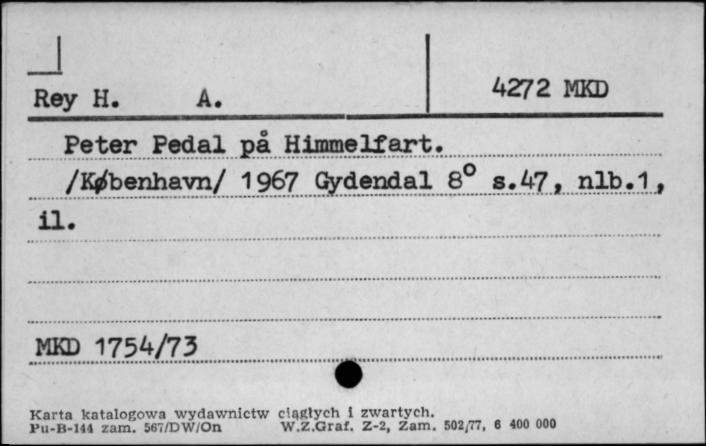 4272 MKD
Rey H. A.
Peter Pedal på Himmelfart.
/København/ 1967 Gydendal 8° s.47, nlb.1,
il.
MKD 1754/73
Karta katalogowa wydawnictw ciągłych i zwartych.
Pu-B-144 zam. 567/DW/On W.Z.Graf. Z-2, Zam. 502/77, 6 400 000